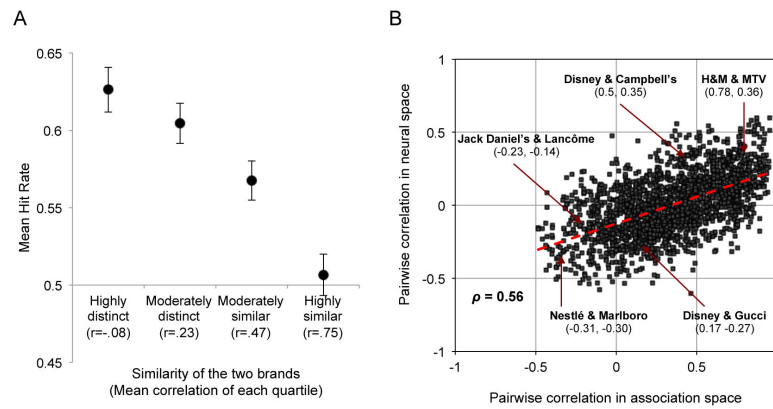 A
0.65
0.6
0.55
0.5
0.45
Mean Hit Rate
Highly distinct (r=-.08)
Moderately distinct (r=.23)
Moderately similar (r=.47)
Highly similar (r=.75)
Similarity of the two brands
(Mean correlation of each quartile)
B
1
0.5
0
-0.5
-1
Pairwise correlation in neural space
Disney & Campbell's
(0.5, 0.35)
H&M & MTV
(0.78, 0.36)
Jack Daniel's & Lancôme
(-0.23, -0.14)
ρ = 0.56
Nestlé & Marlboro
(-0.31, -0.30)
Disney & Gucci
(0.17 -0.27)
-1
-0.5
0
0.5
Pairwise correlation in association space